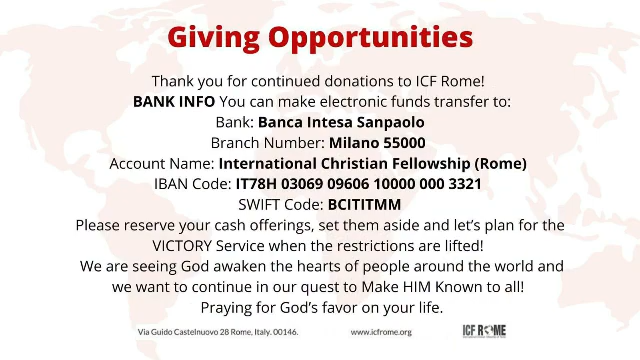 Giving Opportunities
Thank you for continued donations to ICF Rome!
BANK INFO You can make electronic funds transfer to:
Bank: Banca Intesa Sanpaolo
Branch Number: Milano 55000
Account Name: International Christian Fellowship (Rome)
IBAN Code: IT78H 03069 09606 10000 000 3321
SWIFT Code: BCITITMM
Please reserve your cash offerings, set them aside and let’s plan for the
VICTORY Service when the restrictions are lifted!
We are seeing God awaken the hearts of people around the world and
we want to continue in our quest to Make HIM Known to all!
Praying for God’s favor on your life.
Via Guido Castelnuovo 28 Rome, Italy. 00146. www.icfrome.org ICF ROME